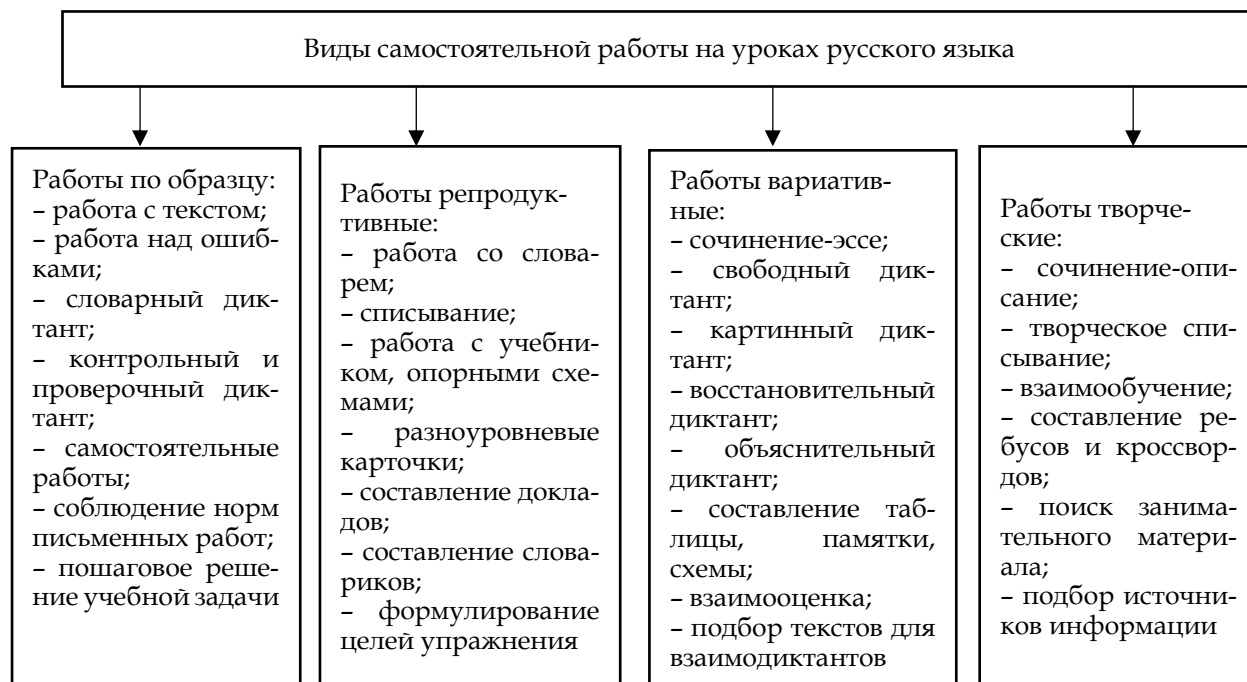 Виды самостоятельной работы на уроках русского языка
Работы по образцу:
– работа с текстом;
– работа над ошиб-
ками;
– словарный дик-
тант;
– контрольный и
проверочный дик-
тант;
– самостоятельные
работы;
– соблюдение норм
письменных работ;
– пошаговое реше-
ние учебной задачи
Работы репродук-
тивные:
– работа со слова-
рем;
– списывание;
– работа с учебни-
ком, опорными схе-
мами;
– разноуровневые
карточки;
– составление докла-
дов;
– составление слова-
риков;
– формулирование
целей упражнения
Работы вариатив-
ные:
– сочинение-эссе;
– свободный дик-
тант;
– картинный дик-
тант;
– восстановительный
диктант;
– объяснительный
диктант;
– составление таб-
лицы, памятки,
схемы;
– взаимооценка;
– подбор текстов для
взаимодиктантов
Работы творче-
ские:
– сочинение-опи-
сание;
– творческое спи-
сывание;
– взаимообучение;
– составление ре-
бусов и кроссвор-
дов;
– поиск занима-
тельного материа-
ла;
– подбор источни-
ков информации